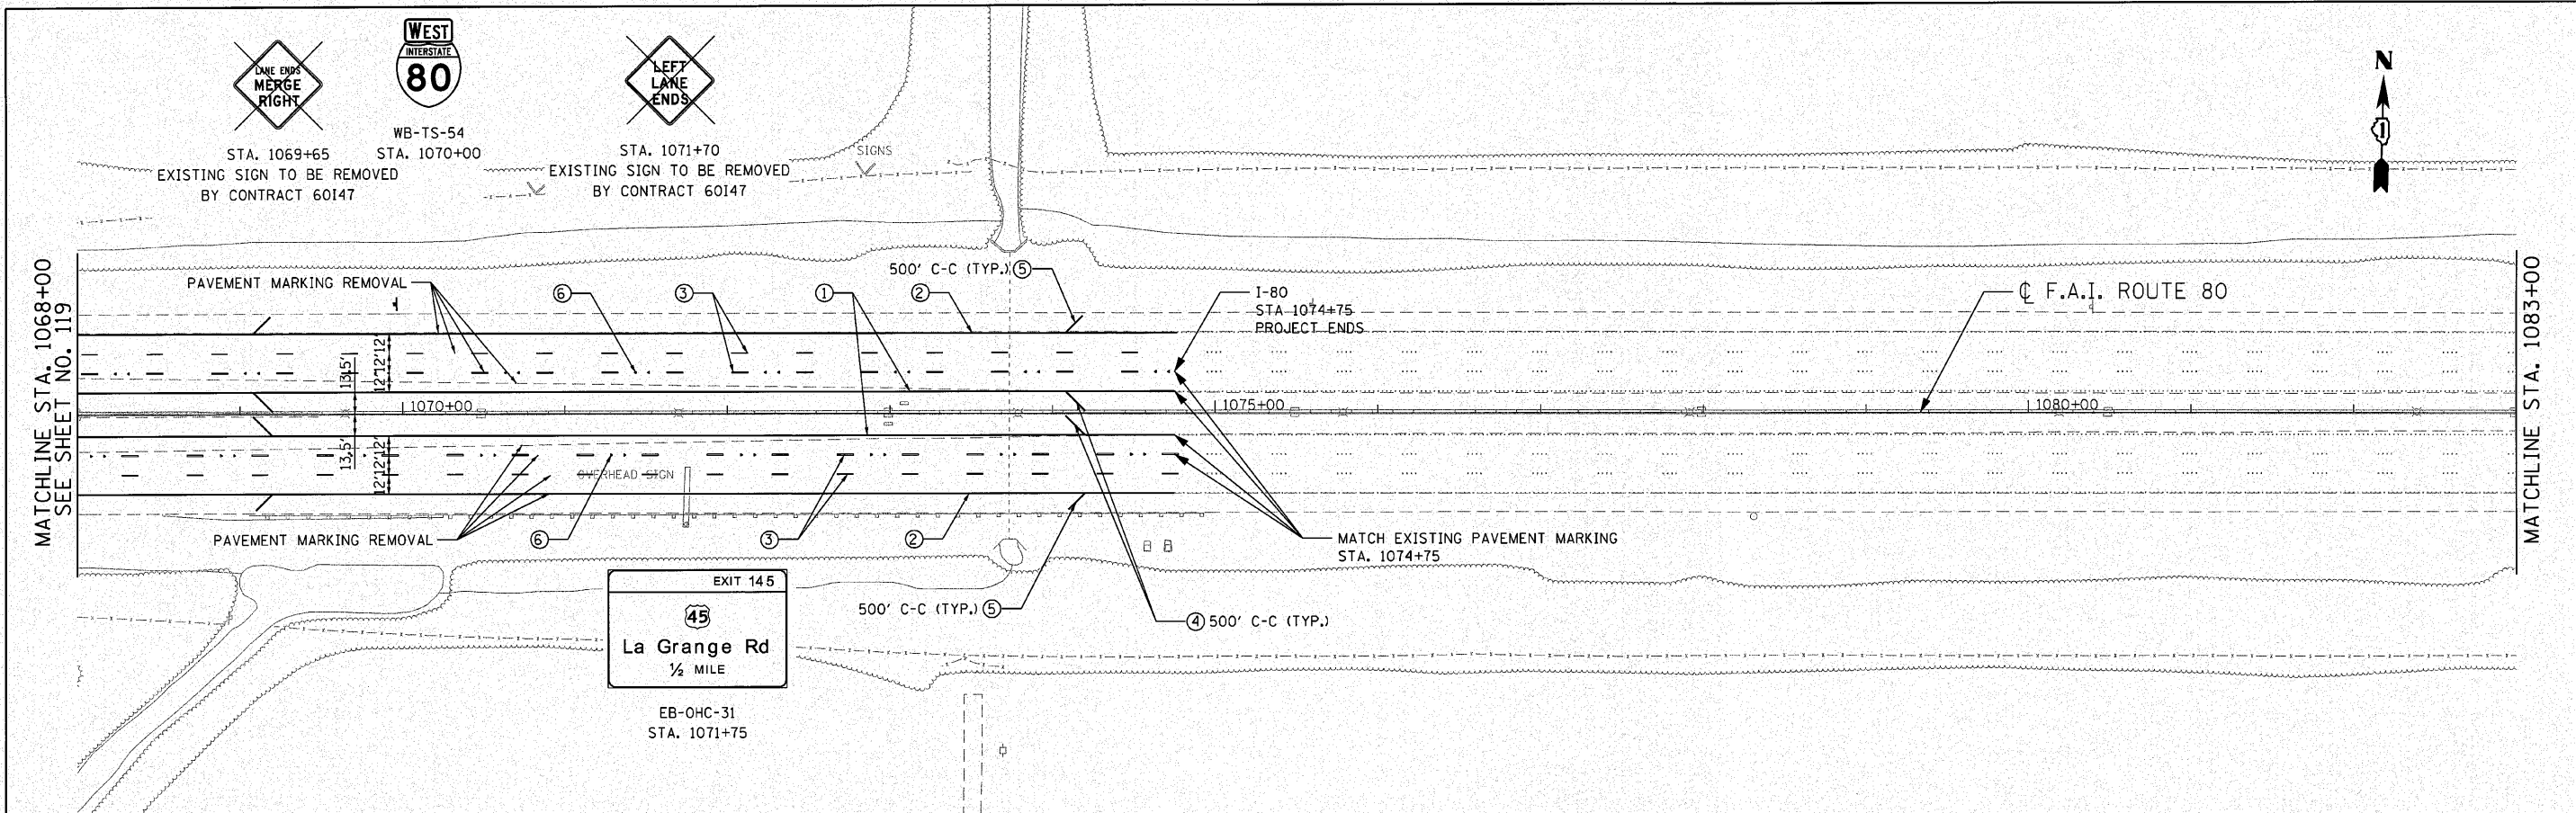 LANE ENDS
MERGE
RIGHT
STA. 1069+65
EXISTING SIGN TO BE REMOVED
BY CONTRACT 60I47
WEST
INTERSTATE
80
WB-TS-54
STA. 1070+00
LEFT
LANE
ENDS
STA. 1071+70
EXISTING SIGN TO BE REMOVED
BY CONTRACT 60I47
SIGNS
N
1
MATCHLINE STA. 1068+00
SEE SHEET NO. 119
PAVEMENT MARKING REMOVAL
6
3
1
2
500' C-C (TYP.) 5
I-80
STA 1074+75
PROJECT ENDS
℄ F.A.I. ROUTE 80
MATCHLINE STA. 1083+00
13.5'
12'12'12'
1070+00
1075+00
1080+00
13.5'
12'12'12'
OVERHEAD SIGN
PAVEMENT MARKING REMOVAL
6
3
2
MATCH EXISTING PAVEMENT MARKING
STA. 1074+75
500' C-C (TYP.) 5
4 500' C-C (TYP.)
EXIT 145
45
La Grange Rd
½ MILE
EB-OHC-31
STA. 1071+75